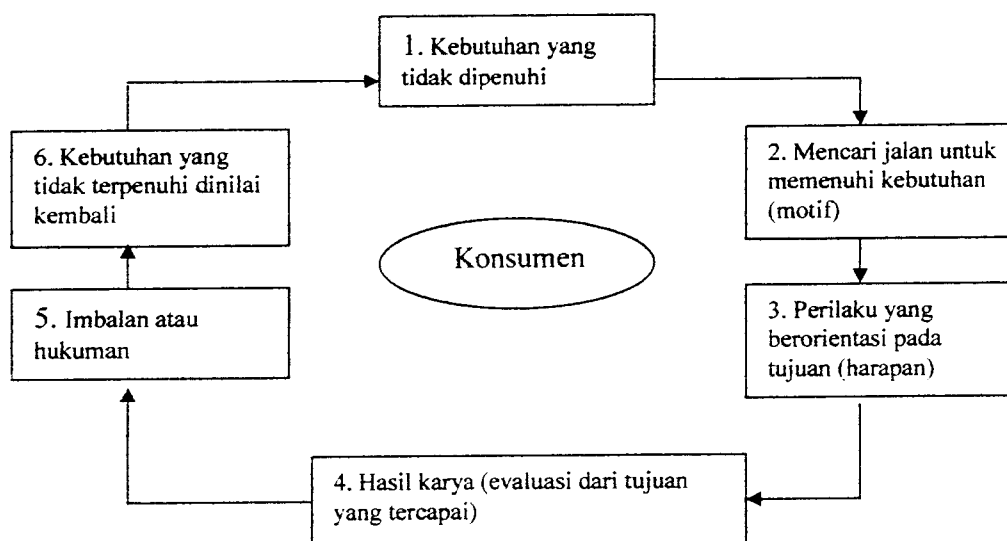 1. Kebutuhan yang
tidak dipenuhi
2. Mencari jalan untuk
memenuhi kebutuhan
(motif)
3. Perilaku yang
berorientasi pada
tujuan (harapan)
4. Hasil karya (evaluasi dari tujuan
yang tercapai)
5. Imbalan atau
hukuman
6. Kebutuhan yang
tidak terpenuhi dinilai
kembali
Konsumen